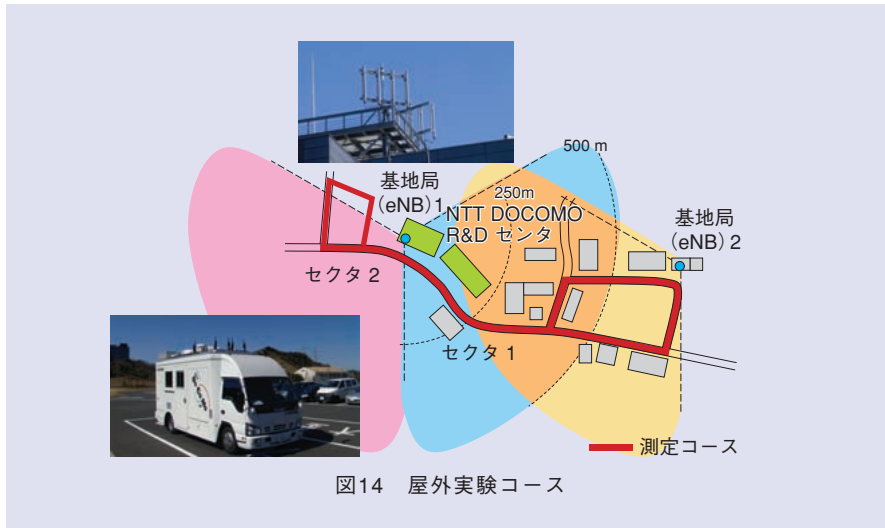 500 m
基地局
(eNB)1
250m
NTT DOCOMO
R&D センタ
基地局
(eNB)2
セクタ 2
セクタ 1
測定コース
図14　屋外実験コース